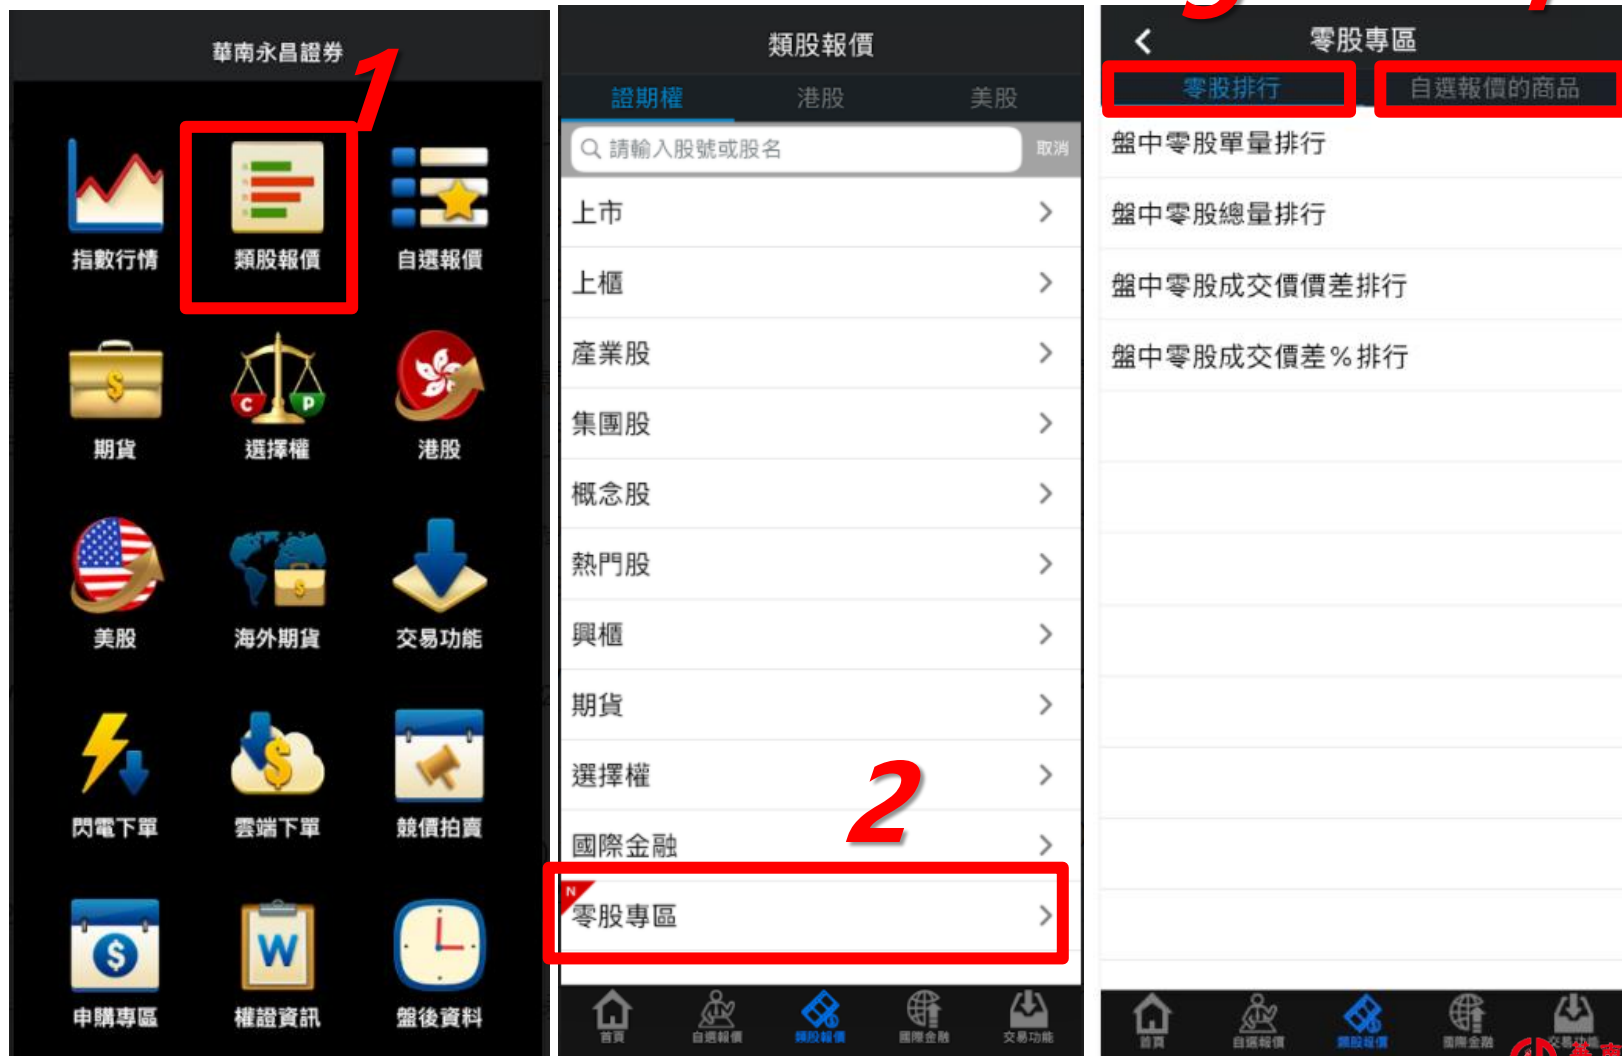 華南永昌證券
1
指數行情
類股報價
自選報價
C
P
$
期貨
選擇權
港股
$
美股
海外期貨
交易功能
$
閃電下單
雲端下單
競價拍賣
$
W
申購專區
權證資訊
盤後資料
類股報價
證期權
港股
美股
請輸入股號或股名
取消
上市
上櫃
產業股
集團股
概念股
熱門股
興櫃
期貨
選擇權
2
國際金融
N
零股專區
首頁
自選報價
類股報價
國際金融
交易功能
零股專區
零股排行
自選報價的商品
盤中零股單量排行
盤中零股總量排行
盤中零股成交價價差排行
盤中零股成交價差%排行
首頁
自選報價
類股報價
國際金融
交易功能